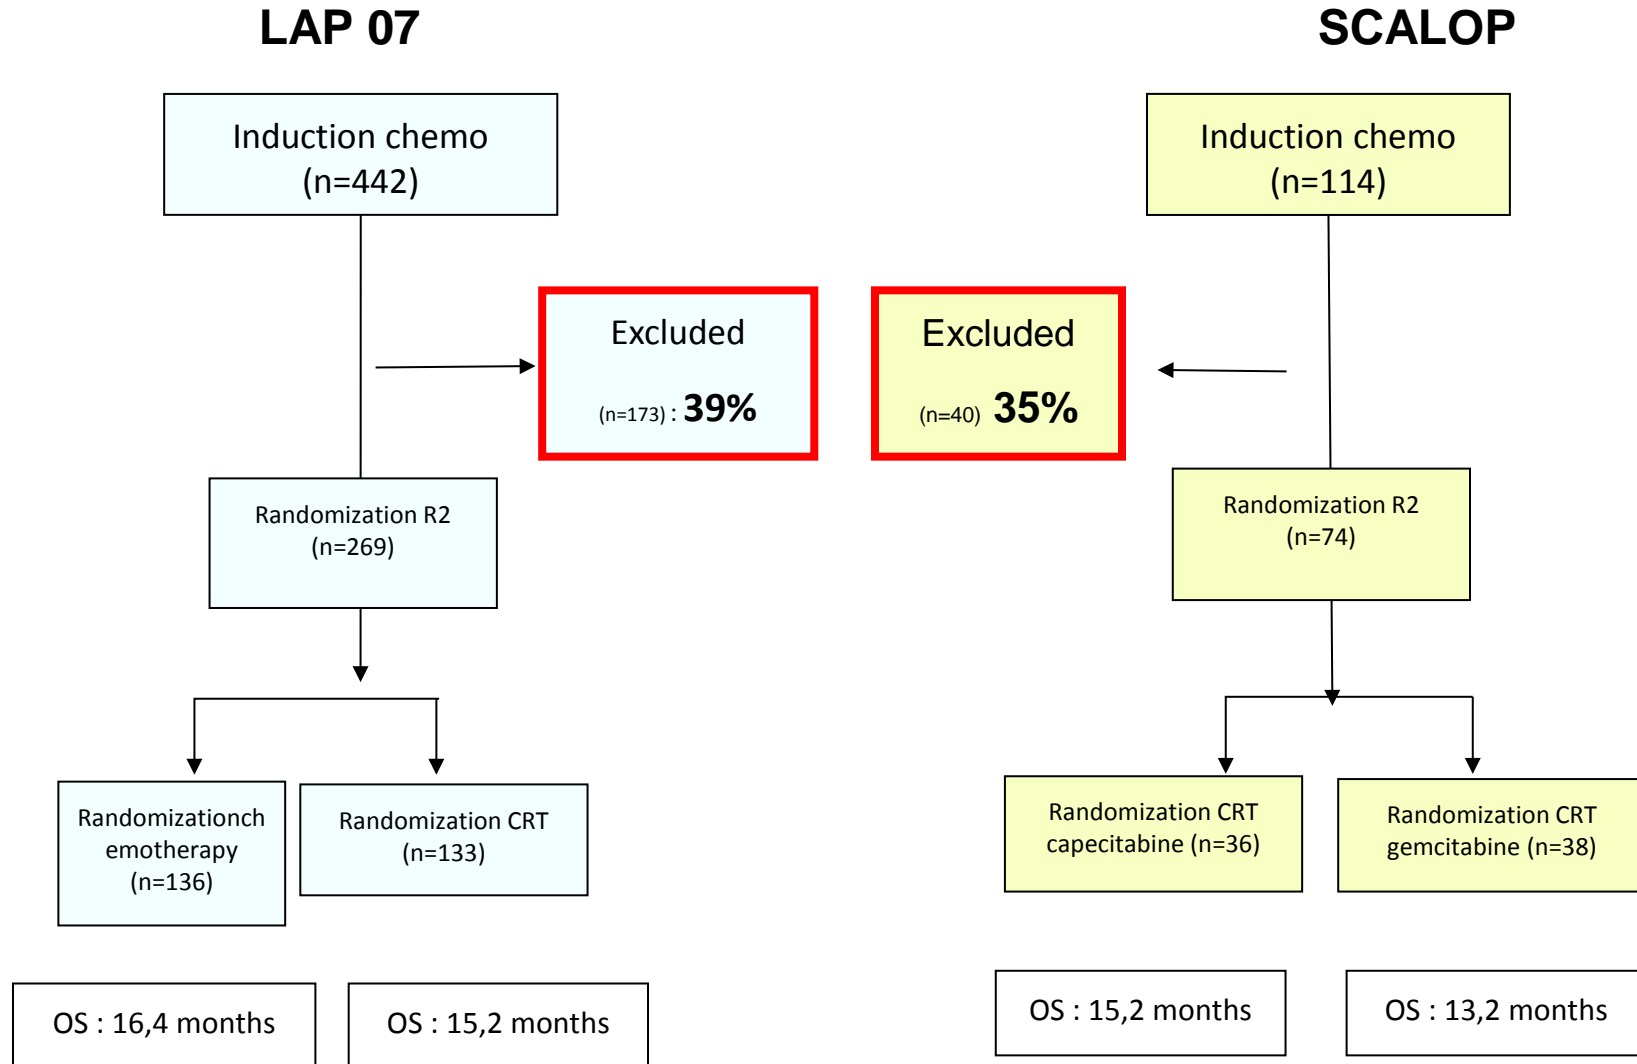 LAP 07
Induction chemo
(n=442)
Excluded
(n=173) : 39%
Randomization R2
(n=269)
Randomizationch
emotherapy
(n=136)
Randomization CRT
(n=133)
OS : 16,4 months
OS : 15,2 months
SCALOP
Induction chemo
(n=114)
Excluded
(n=40) 35%
Randomization R2
(n=74)
Randomization CRT
capecitabine (n=36)
Randomization CRT
gemcitabine (n=38)
OS : 15,2 months
OS : 13,2 months